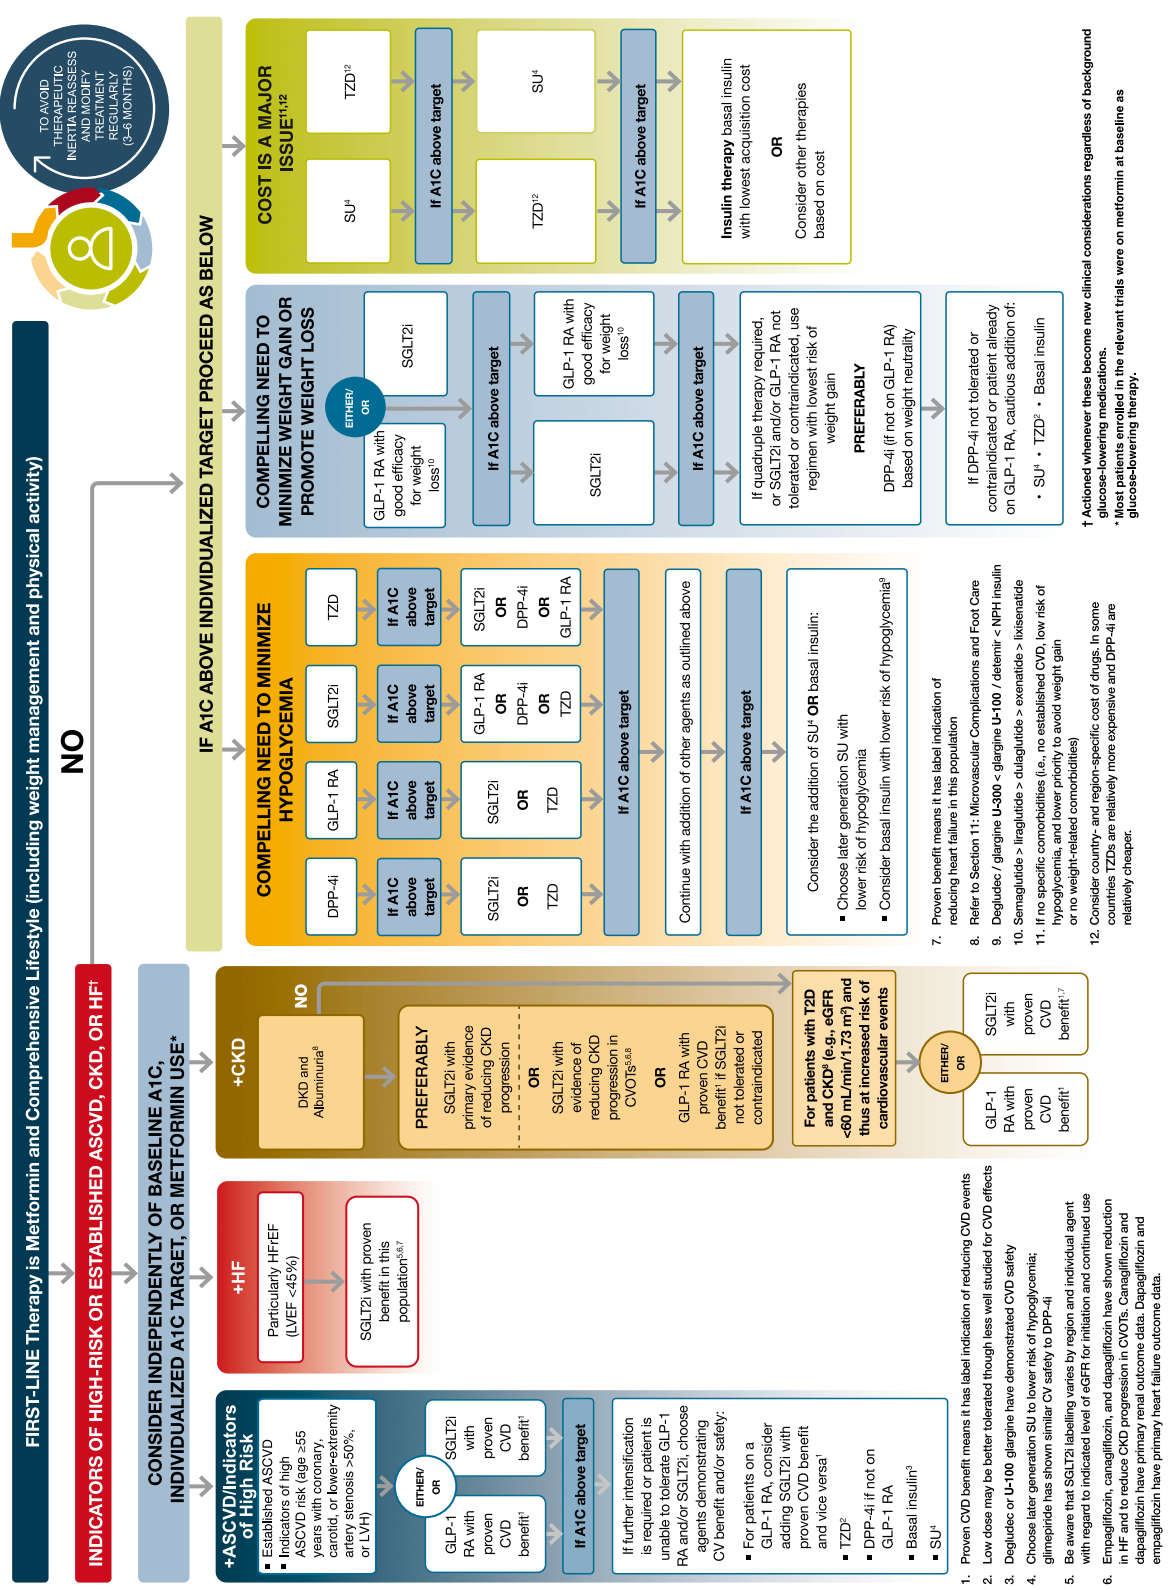 FIRST-LINE Therapy is Metformin and Comprehensive Lifestyle (including weight management and physical activity)
TO AVOID
THERAPEUTIC
INERTIA REASSESS
AND MODIFY
TREATMENT
REGULARLY
(3–6 MONTHS)
INDICATORS OF HIGH-RISK OR ESTABLISHED ASCVD, CKD, OR HF†
NO
CONSIDER INDEPENDENTLY OF BASELINE A1C,
INDIVIDUALIZED A1C TARGET, OR METFORMIN USE*
IF A1C ABOVE INDIVIDUALIZED TARGET PROCEED AS BELOW
+ASCVD/Indicators
of High Risk
▪ Established ASCVD
▪ Indicators of high
ASCVD risk (age ≥55
years with coronary,
carotid, or lower-extremity
artery stenosis >50%,
or LVH)
EITHER/
OR
GLP-1
RA with
proven
CVD
benefit¹
SGLT2i
with
proven
CVD
benefit¹
If A1C above target
If further intensification
is required or patient is
unable to tolerate GLP-1
RA and/or SGLT2i, choose
agents demonstrating
CV benefit and/or safety:
▪ For patients on a
GLP-1 RA, consider
adding SGLT2i with
proven CVD benefit
and vice versa¹
▪ TZD²
▪ DPP-4i if not on
GLP-1 RA
▪ Basal insulin³
▪ SU⁴
+HF
Particularly HFrEF
(LVEF <45%)
SGLT2i with proven
benefit in this
population⁵,⁶,⁷
+CKD
DKD and
Albuminuria⁸
NO
PREFERABLY
SGLT2i with
primary evidence
of reducing CKD
progression
OR
SGLT2i with
evidence of
reducing CKD
progression in
CVOTs⁵,⁶,⁸
OR
GLP-1 RA with
proven CVD
benefit¹ if SGLT2i
not tolerated or
contraindicated
For patients with T2D
and CKD⁸ (e.g., eGFR
<60 mL/min/1.73 m²) and
thus at increased risk of
cardiovascular events
EITHER/
OR
GLP-1
RA with
proven
CVD
benefit¹
SGLT2i
with
proven
CVD
benefit¹,⁷
COMPELLING NEED TO MINIMIZE
HYPOGLYCEMIA
DPP-4i
GLP-1 RA
SGLT2i
TZD
If A1C
above
target
If A1C
above
target
If A1C
above
target
If A1C
above
target
SGLT2i
OR
TZD
SGLT2i
OR
TZD
GLP-1 RA
OR
DPP-4i
OR
TZD
SGLT2i
OR
DPP-4i
OR
GLP-1 RA
If A1C above target
Continue with addition of other agents as outlined above
If A1C above target
Consider the addition of SU⁴ OR basal insulin:
▪ Choose later generation SU with
lower risk of hypoglycemia
▪ Consider basal insulin with lower risk of hypoglycemia⁹
COMPELLING NEED TO
MINIMIZE WEIGHT GAIN OR
PROMOTE WEIGHT LOSS
EITHER/
OR
GLP-1 RA with
good efficacy
for weight
loss¹⁰
SGLT2i
If A1C above target
SGLT2i
GLP-1 RA with
good efficacy
for weight
loss¹⁰
If A1C above target
If quadruple therapy required,
or SGLT2i and/or GLP-1 RA not
tolerated or contraindicated, use
regimen with lowest risk of
weight gain
PREFERABLY
DPP-4i (if not on GLP-1 RA)
based on weight neutrality
If DPP-4i not tolerated or
contraindicated or patient already
on GLP-1 RA, cautious addition of:
• SU⁴ • TZD² • Basal insulin
COST IS A MAJOR
ISSUE¹¹,¹²
SU⁴
TZD¹²
If A1C above target
TZD¹²
SU⁴
If A1C above target
Insulin therapy basal insulin
with lowest acquisition cost
OR
Consider other therapies
based on cost
1. Proven CVD benefit means it has label indication of reducing CVD events
2. Low dose may be better tolerated though less well studied for CVD effects
3. Degludec or U-100 glargine have demonstrated CVD safety
4. Choose later generation SU to lower risk of hypoglycemia;
glimepiride has shown similar CV safety to DPP-4i
5. Be aware that SGLT2i labelling varies by region and individual agent
with regard to indicated level of eGFR for initiation and continued use
6. Empagliflozin, canagliflozin, and dapagliflozin have shown reduction
in HF and to reduce CKD progression in CVOTs. Canagliflozin and
dapagliflozin have primary renal outcome data. Dapagliflozin and
empagliflozin have primary heart failure outcome data.
7. Proven benefit means it has label indication of
reducing heart failure in this population
8. Refer to Section 11: Microvascular Complications and Foot Care
9. Degludec / glargine U-300 < glargine U-100 / detemir < NPH insulin
10. Semaglutide > liraglutide > dulaglutide > exenatide > lixisenatide
11. If no specific comorbidities (i.e., no established CVD, low risk of
hypoglycemia, and lower priority to avoid weight gain
or no weight-related comorbidities)
12. Consider country- and region-specific cost of drugs. In some
countries TZDs are relatively more expensive and DPP-4i are
relatively cheaper.
† Actioned whenever these become new clinical considerations regardless of background
glucose-lowering medications.
* Most patients enrolled in the relevant trials were on metformin at baseline as
glucose-lowering therapy.